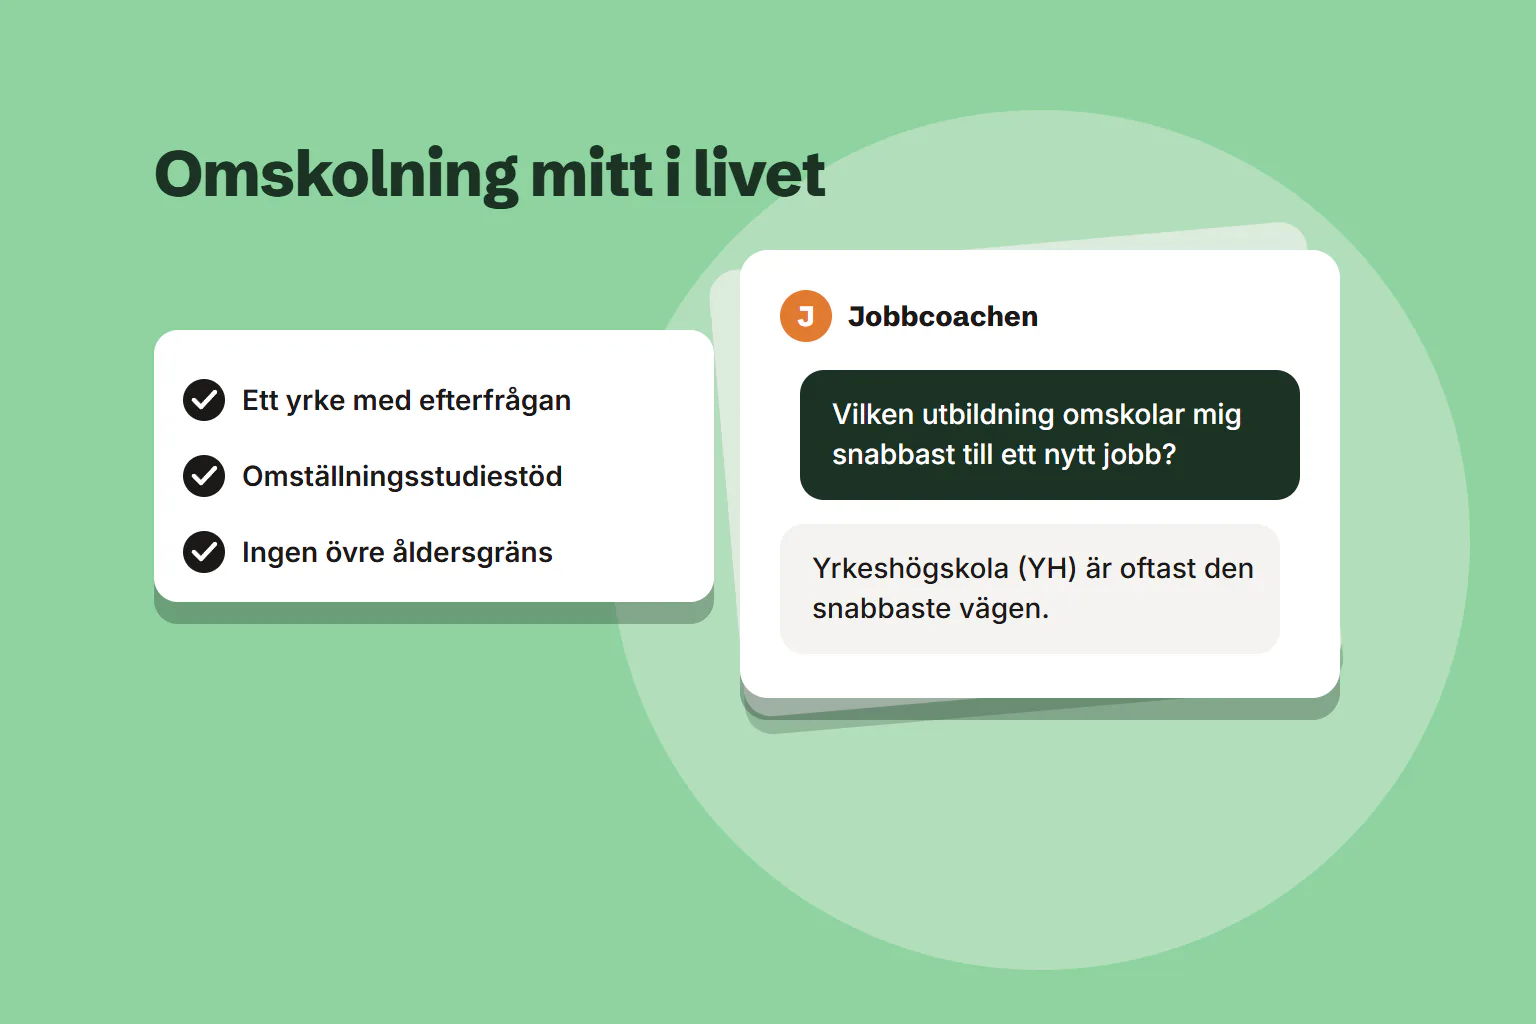 Omskolning mitt i livet
Ett yrke med efterfrågan
Omställningsstudiestöd
Ingen övre åldersgräns
J Jobbcoachen
Vilken utbildning omskolar mig
snabbast till ett nytt jobb?
Yrkeshögskola (YH) är oftast den
snabbaste vägen.